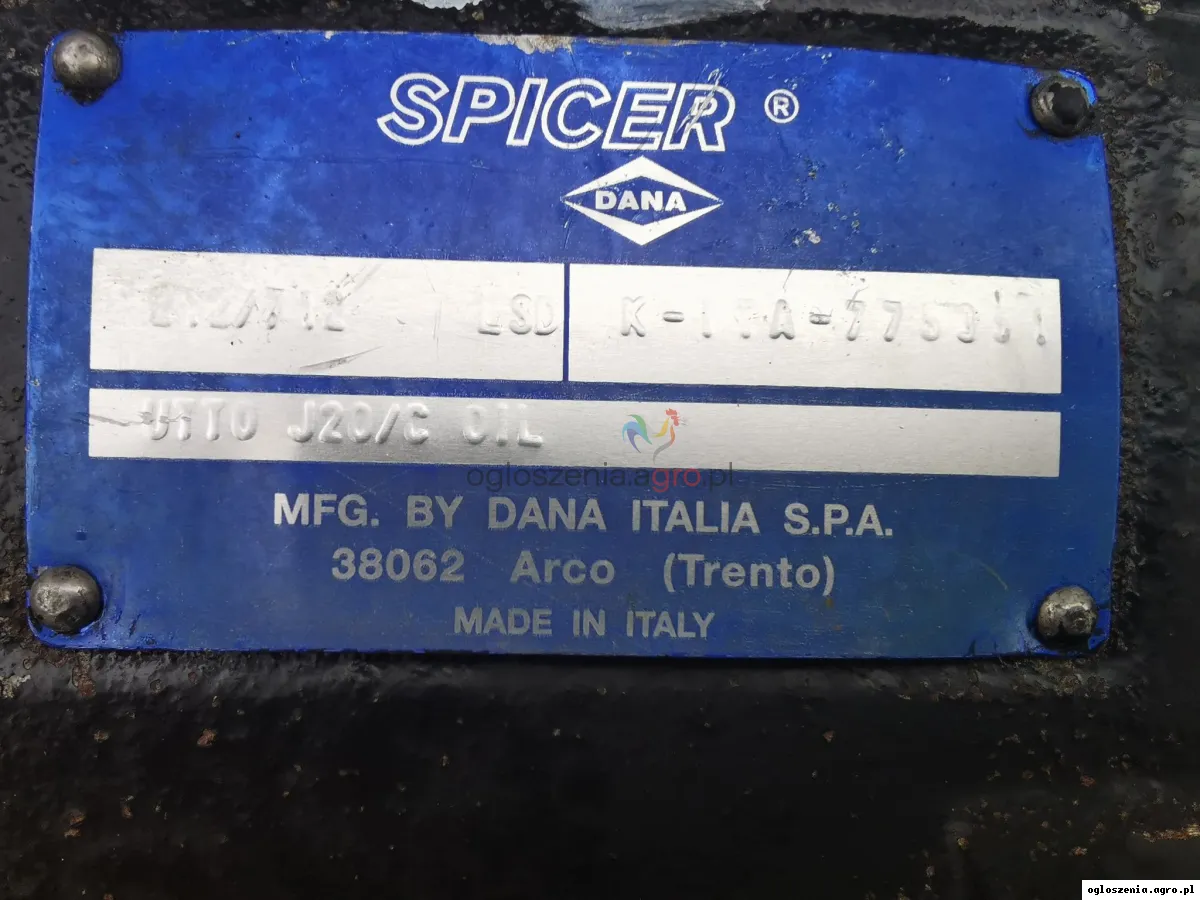 SPICER ®
DANA
LSD
UTTO J20/C OIL
ogloszenia.agro.pl
MFG. BY DANA ITALIA S.P.A.
38062 Arco (Trento)
MADE IN ITALY
ogloszenia.agro.pl